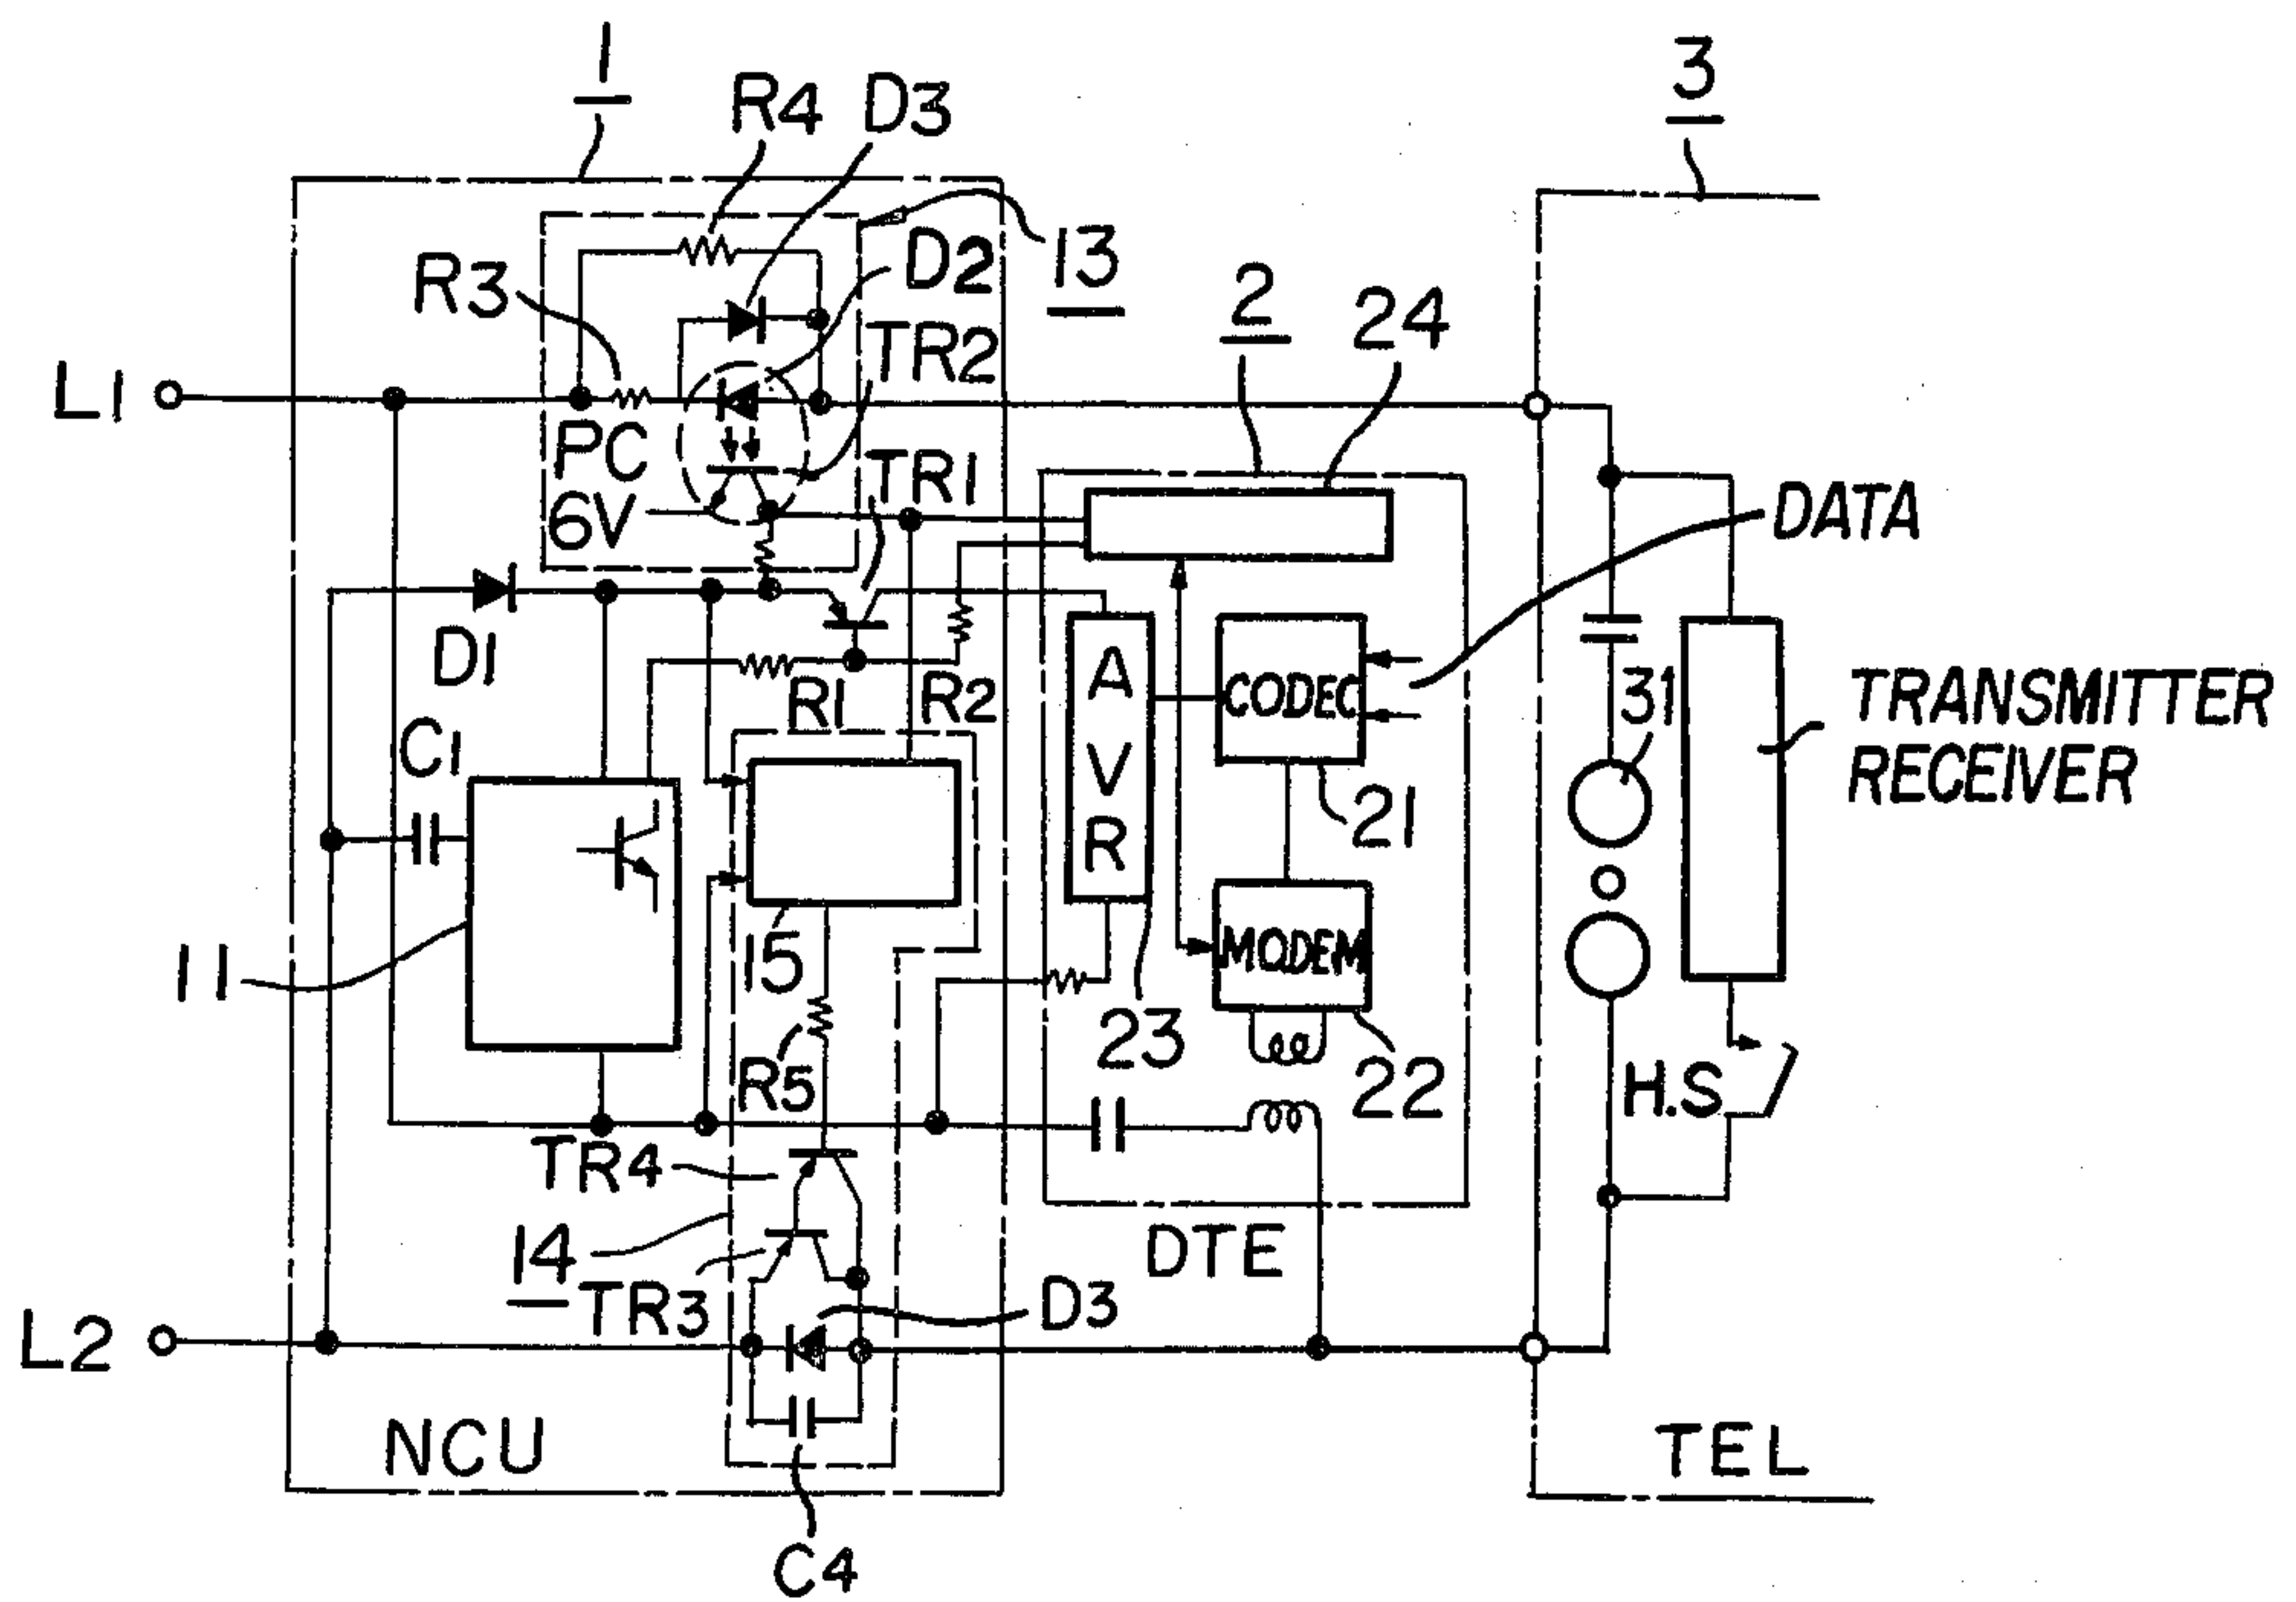 1
3
R4
D3
R3
D2
13
2
24
L1
TR2
PC
6V
TR1
DATA
D1
R1
R2
C1
A
V
R
CODEC
31
TRANSMITTER
RECEIVER
21
11
15
MODEM
23
22
R5
H.S
TR4
14
TR3
D3
DTE
L2
NCU
TEL
C4